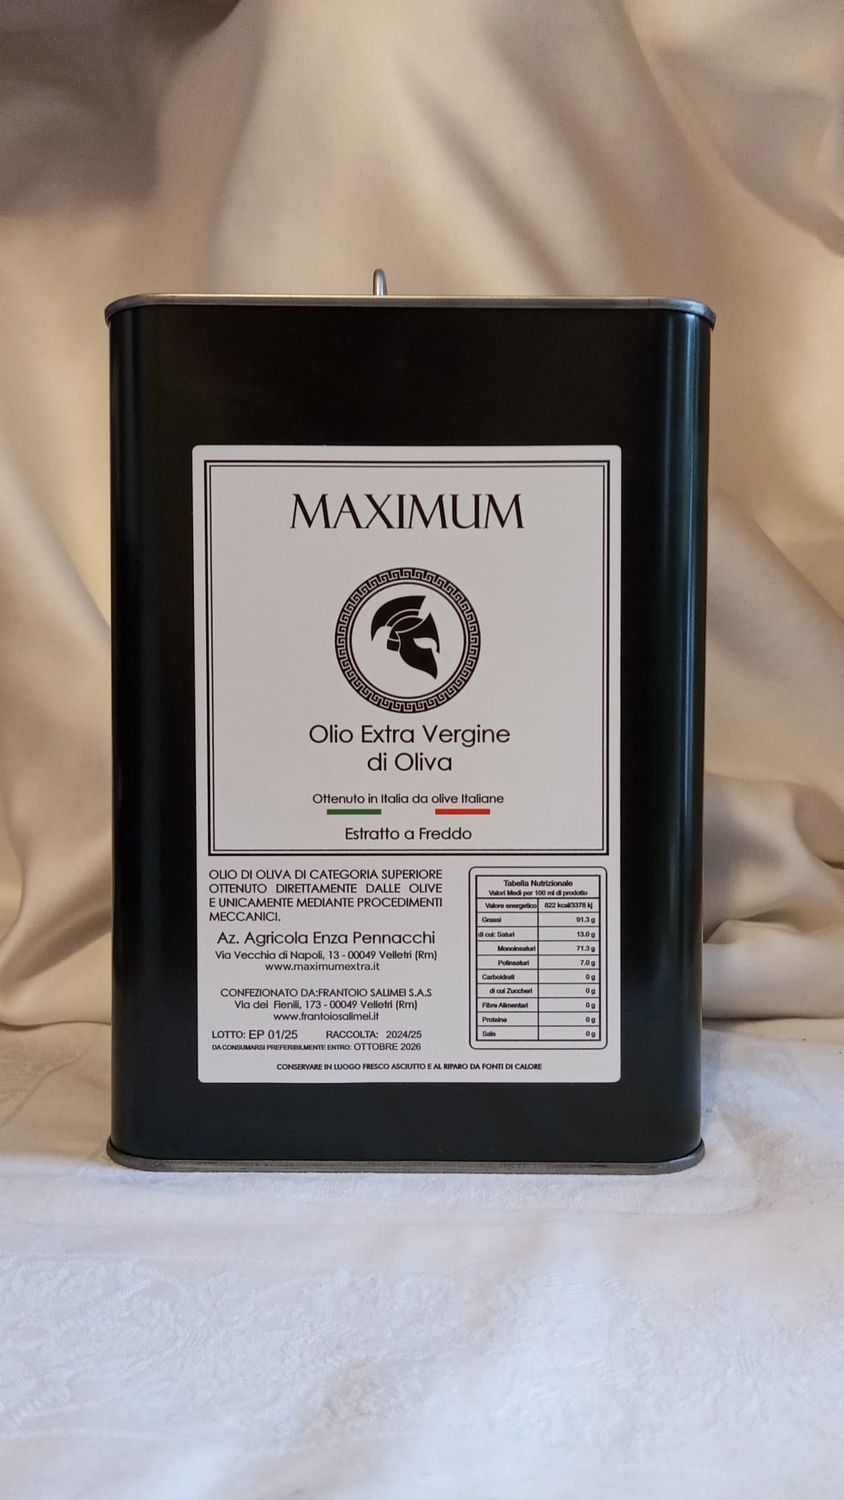 MAXIMUM
Olio Extra Vergine
di Oliva
Ottenuto in Italia da olive Italiane
Estratto a Freddo
OLIO DI OLIVA DI CATEGORIA SUPERIORE
OTTENUTO DIRETTAMENTE DALLE OLIVE
E UNICAMENTE MEDIANTE PROCEDIMENTI
MECCANICI.
Az. Agricola Enza Pennacchi
Via Vecchia di Napoli, 13 - 00049 Velletri (Rm)
www.maximumextra.it
CONFEZIONATO DA:FRANTOIO SALIMEI S.A.S
Via dei Fienili, 173 - 00049 Velletri (Rm)
www.frantoiosalimei.it
LOTTO: EP 01/25 RACCOLTA: 2024/25
DA CONSUMARSI PREFERIBILMENTE ENTRO: OTTOBRE 2026
Tabella Nutrizionale
Valori Medi per 100 ml di prodotto
Valore energetico 822 kcal/3378 kj
Grassi 91.3 g
di cui: Saturi 13.0 g
Monoinsaturi 71.3 g
Polinsaturi 7.0 g
Carboidrati 0 g
di cui Zuccheri 0 g
Fibre Alimentari 0 g
Proteine 0 g
Sale 0 g
CONSERVARE IN LUOGO FRESCO ASCIUTTO E AL RIPARO DA FONTI DI CALORE